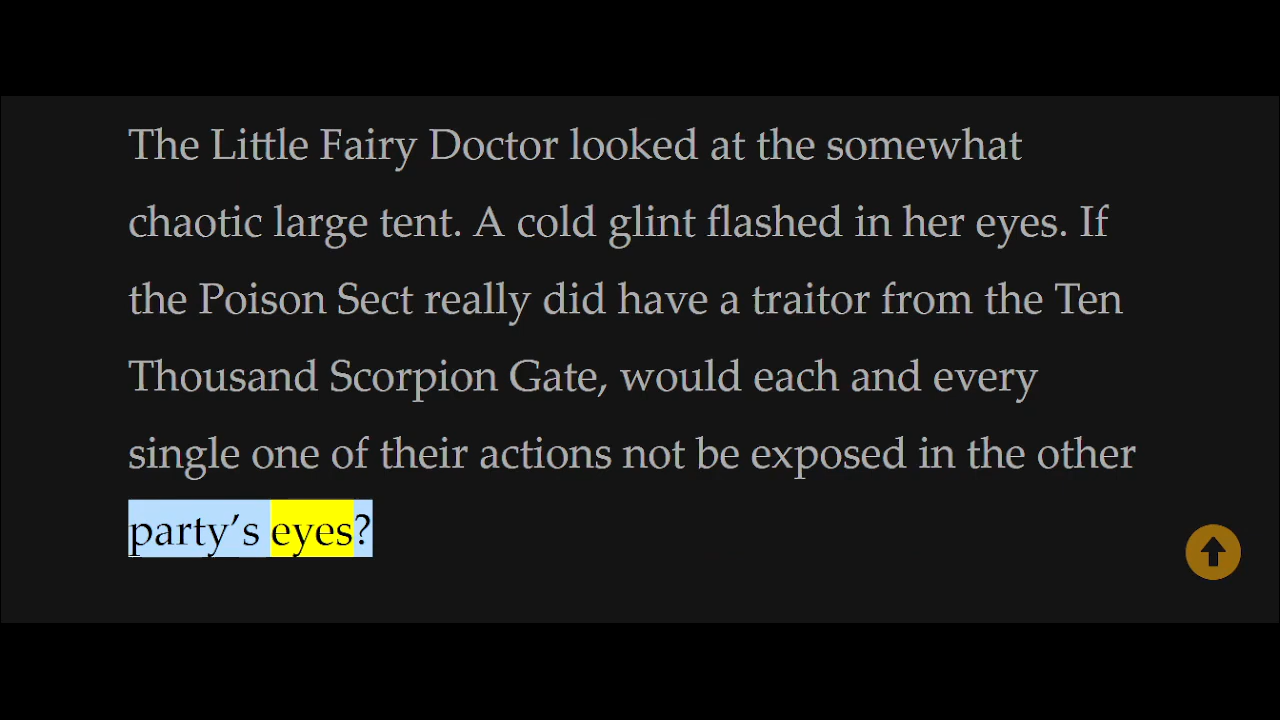 The Little Fairy Doctor looked at the somewhat
chaotic large tent. A cold glint flashed in her eyes. If
the Poison Sect really did have a traitor from the Ten
Thousand Scorpion Gate, would each and every
single one of their actions not be exposed in the other
party’s eyes?